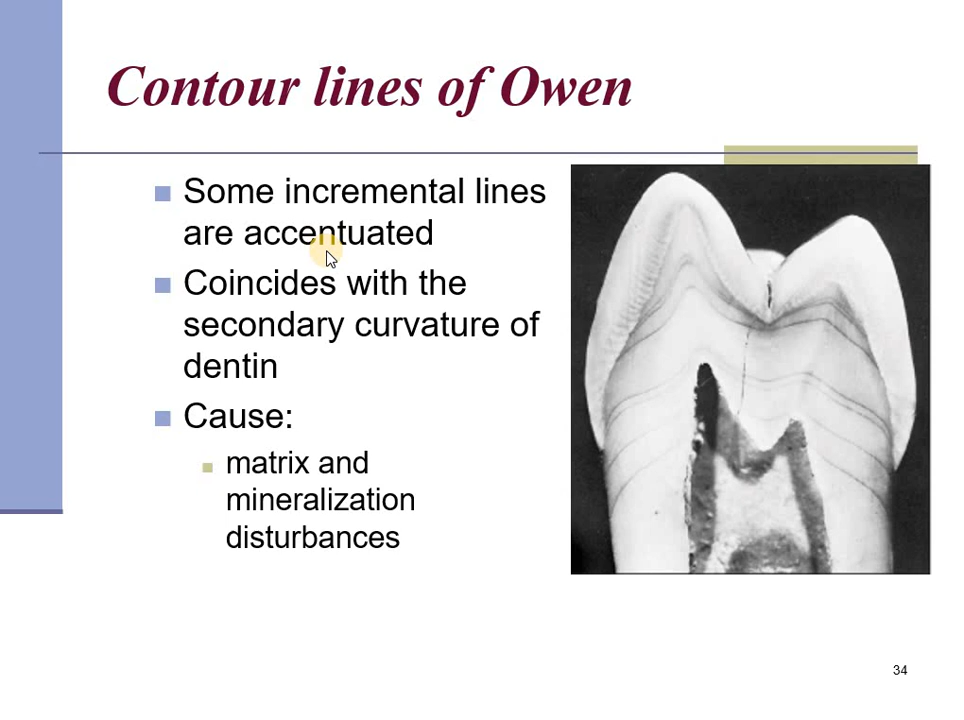 Contour lines of Owen
Some incremental lines
are accentuated
Coincides with the
secondary curvature of
dentin
Cause:
matrix and
mineralization
disturbances
34